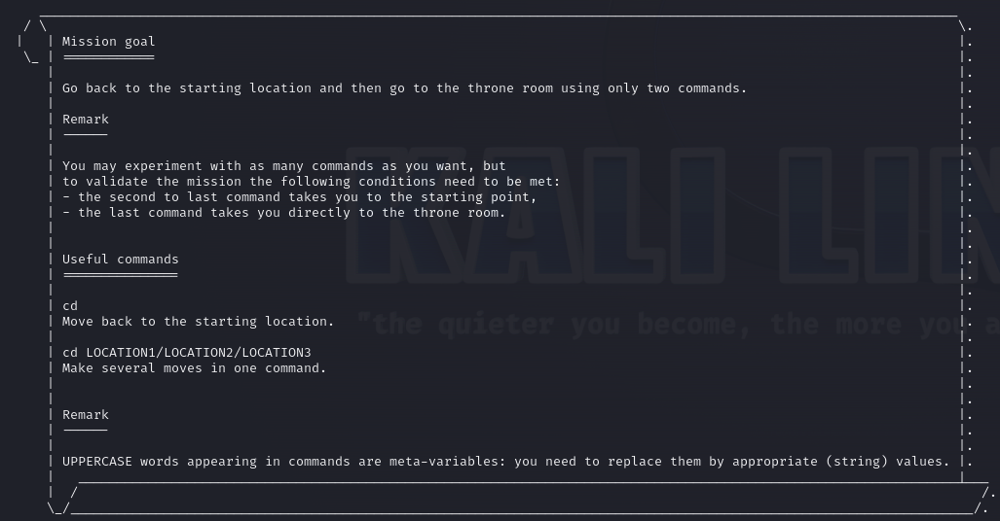 Mission goal
============
Go back to the starting location and then go to the throne room using only two commands.
Remark
------
You may experiment with as many commands as you want, but
to validate the mission the following conditions need to be met:
- the second to last command takes you to the starting point,
- the last command takes you directly to the throne room.
Useful commands
===============
cd
Move back to the starting location.
cd LOCATION1/LOCATION2/LOCATION3
Make several moves in one command.
Remark
------
UPPERCASE words appearing in commands are meta-variables: you need to replace them by appropriate (string) values.
KALI LIN
"the quieter you become, the more you a